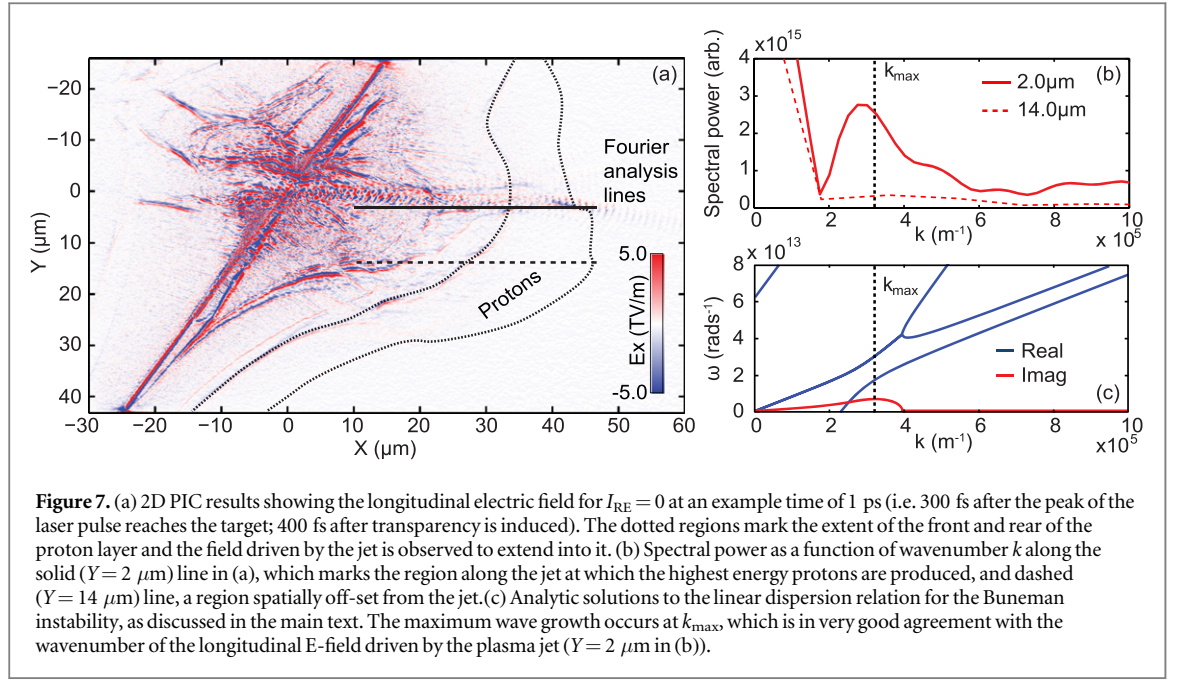 (a)
Fourier
analysis
lines
Protons
5.0
Ex (TV/m)
-5.0
Y (µm)
−20
−10
0
10
20
30
40
−30
−20
−10
0
10
20
30
40
50
60
X (µm)
x10¹⁵
(b)
k_max
2.0µm
14.0µm
Spectral power (arb.)
4
3
2
1
0
0
2
4
6
8
10
k (m⁻¹)
x 10⁵
x 10¹³
k_max
Real
Imag
(c)
ω (rads⁻¹)
8
6
4
2
0
0
2
4
6
8
10
k (m⁻¹)
x10⁵
Figure 7. (a) 2D PIC results showing the longitudinal electric field for I_RE = 0 at an example time of 1 ps (i.e. 300 fs after the peak of the
laser pulse reaches the target; 400 fs after transparency is induced). The dotted regions mark the extent of the front and rear of the
proton layer and the field driven by the jet is observed to extend into it. (b) Spectral power as a function of wavenumber k along the
solid (Y = 2 µm) line in (a), which marks the region along the jet at which the highest energy protons are produced, and dashed
(Y = 14 µm) line, a region spatially off-set from the jet.(c) Analytic solutions to the linear dispersion relation for the Buneman
instability, as discussed in the main text. The maximum wave growth occurs at k_max, which is in very good agreement with the
wavenumber of the longitudinal E-field driven by the plasma jet (Y = 2 µm in (b)).